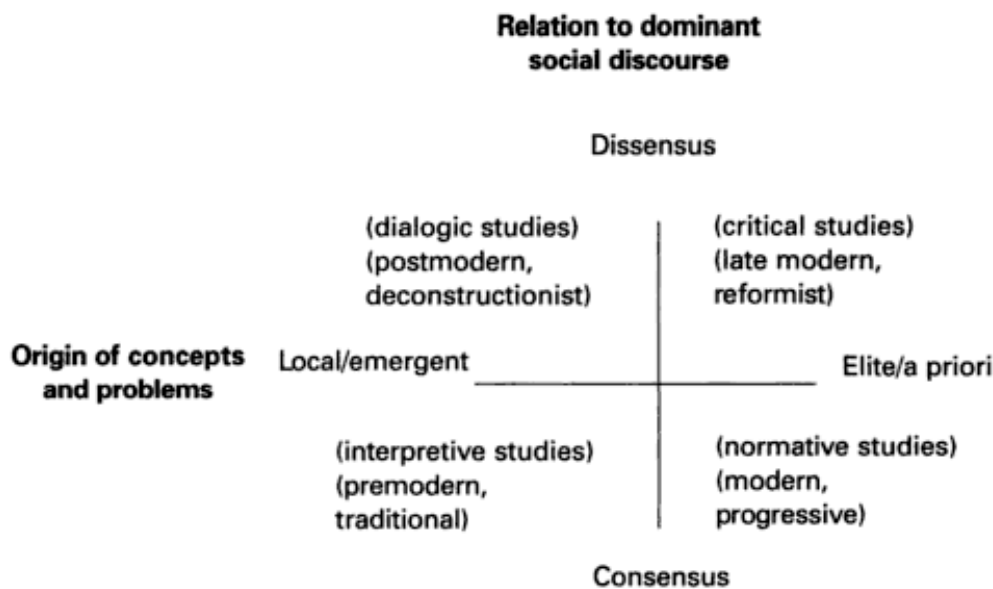 Relation to dominant
social discourse
Dissensus
(dialogic studies)
(postmodern,
deconstructionist)
(critical studies)
(late modern,
reformist)
Origin of concepts
and problems
Local/emergent
Elite/a priori
(interpretive studies)
(premodern,
traditional)
(normative studies)
(modern,
progressive)
Consensus